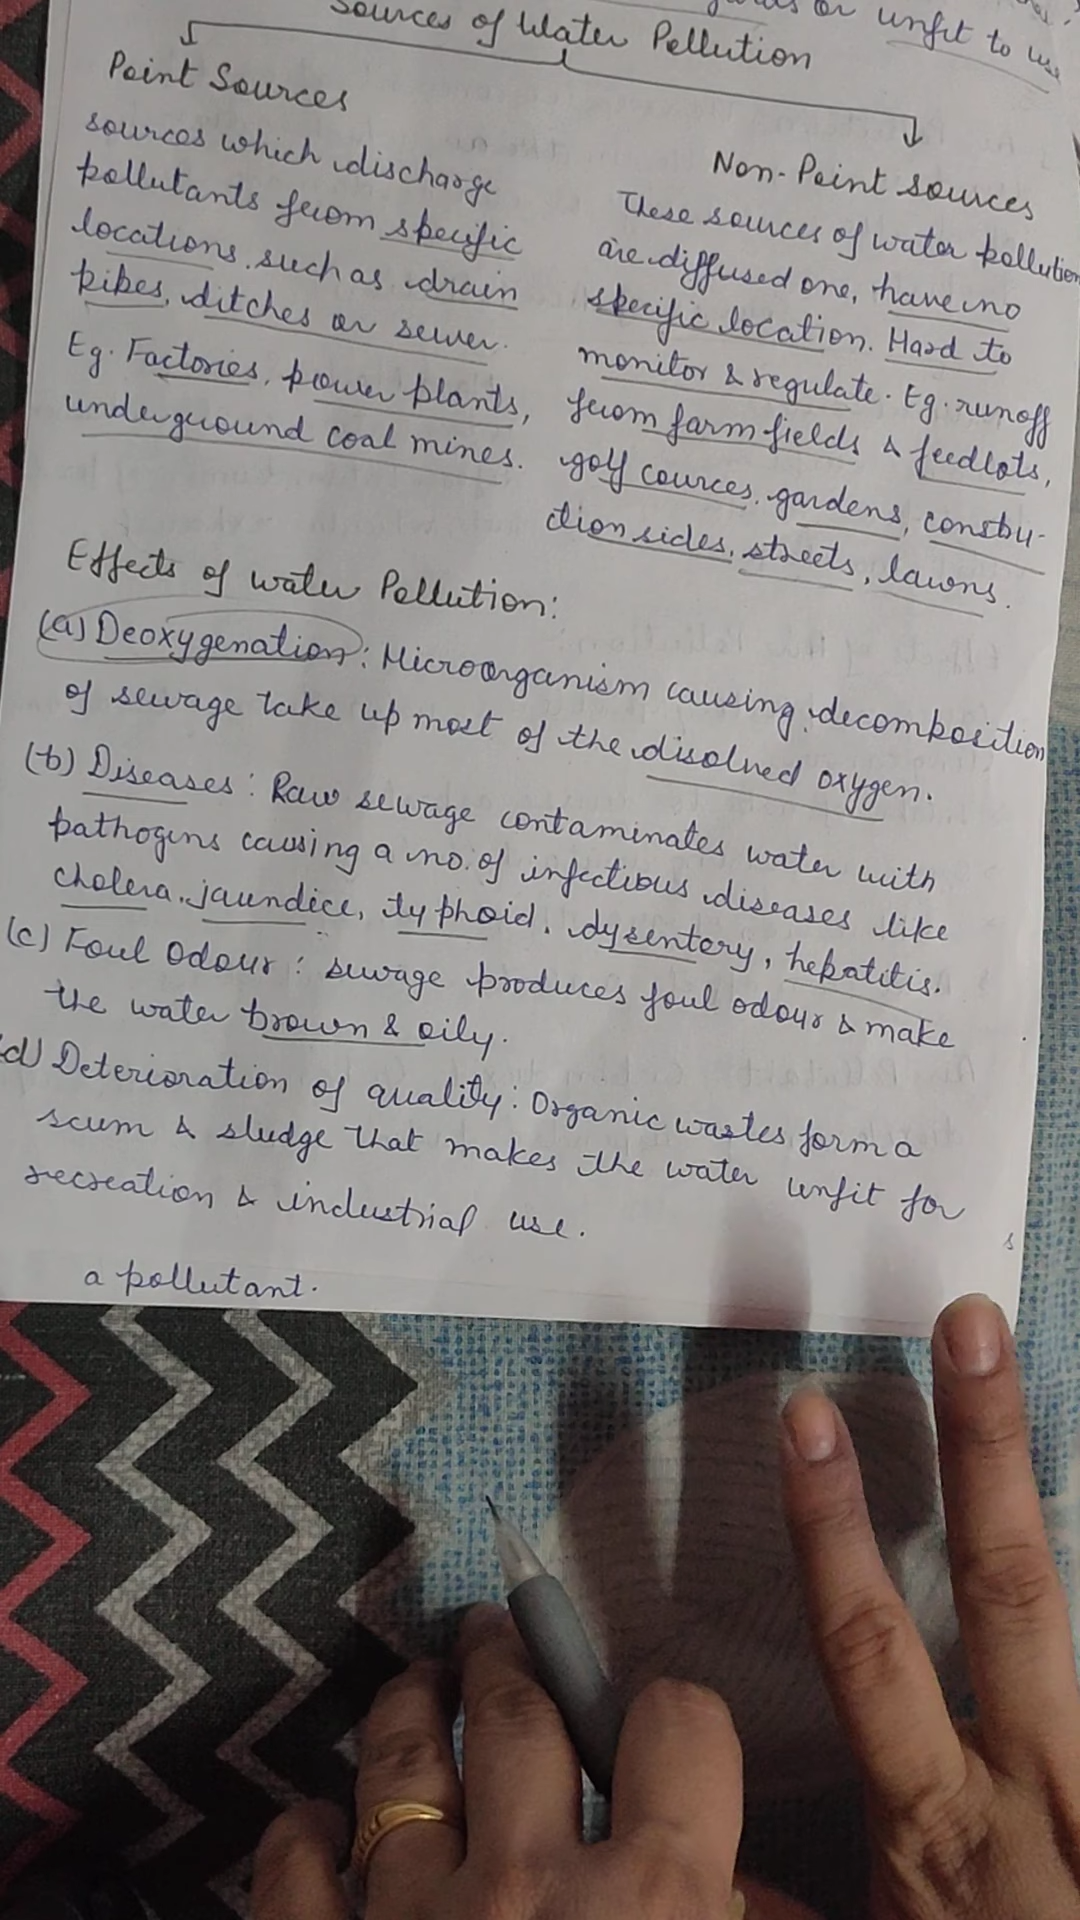 or unfit to use
Sources of Water Pollution
Point Sources
sources which discharge
pollutants from specific
locations, such as drain
pipes, ditches or sewer.
Eg. Factories, power plants,
underground coal mines.
Non-Point Sources
These sources of water pollution
are diffused one, have no
specific location. Hard to
monitor & regulate. Eg. runoff
from farm fields & feedlots,
golf cources, gardens, constru-
ction sides, streets, lawns.
Effects of water Pollution:
(a) Deoxygenation: Microorganism causing decomposition
of sewage take up most of the disolved oxygen.
(b) Diseases: Raw sewage contaminates water with
pathogens causing a no. of infectious diseases like
cholera, jaundice, typhoid, dysentery, hepatitis.
(c) Foul Odour: sewage produces foul odour & make
the water brown & oily.
(d) Deterioration of quality: Organic wastes form a
scum & sludge that makes the water unfit for
recreation & industrial use.
a pollutant.